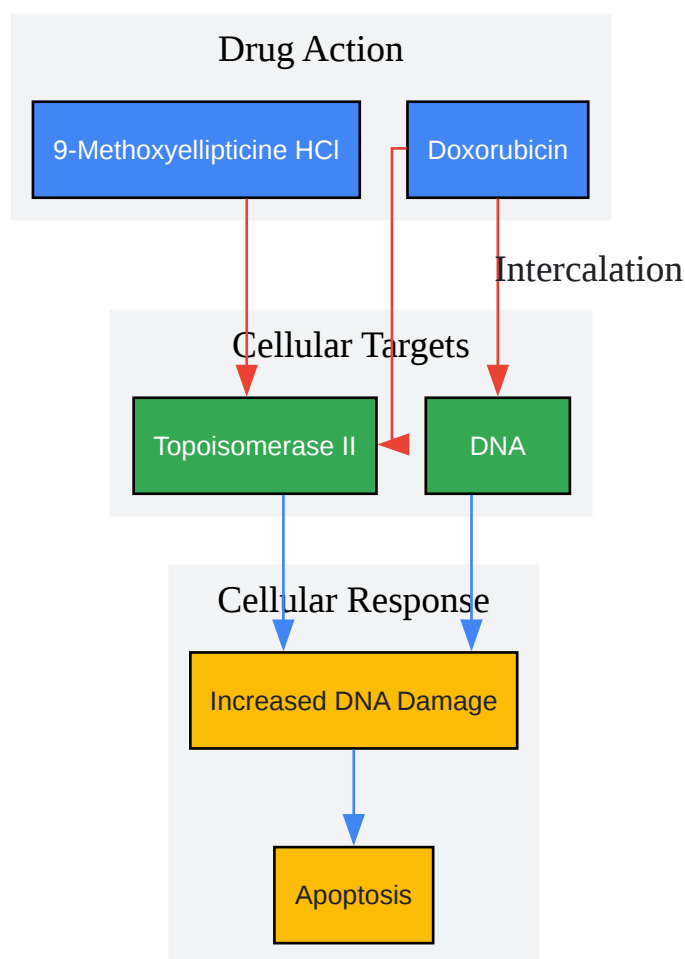 Drug Action
9-Methoxyellipticine HCl
Doxorubicin
Intercalation
Cellular Targets
Topoisomerase II
DNA
Cellular Response
Increased DNA Damage
Apoptosis